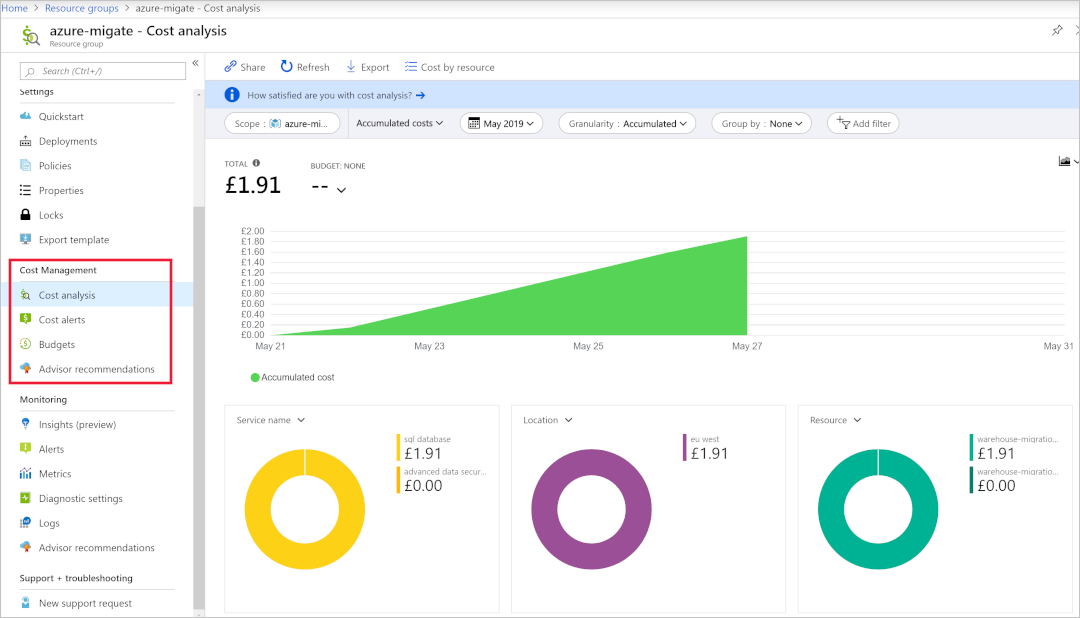 Home > Resource groups > azure-migate - Cost analysis
azure-migate - Cost analysis
Resource group
Search (Ctrl+/)
Settings
Quickstart
Deployments
Policies
Properties
Locks
Export template
Cost Management
Cost analysis
Cost alerts
Budgets
Advisor recommendations
Monitoring
Insights (preview)
Alerts
Metrics
Diagnostic settings
Logs
Advisor recommendations
Support + troubleshooting
New support request
Share Refresh Export Cost by resource
How satisfied are you with cost analysis? →
Scope : azure-mi... Accumulated costs May 2019 Granularity : Accumulated Group by : None Add filter
TOTAL BUDGET: NONE
£1.91 --
£2.00
£1.80
£1.60
£1.40
£1.20
£1.00
£0.80
£0.60
£0.40
£0.20
£0.00
May 21 May 23 May 25 May 27 May 31
Accumulated cost
Service name
sql database
£1.91
advanced data secur...
£0.00
Location
eu west
£1.91
Resource
warehouse-migratio...
£1.91
warehouse-migratio...
£0.00